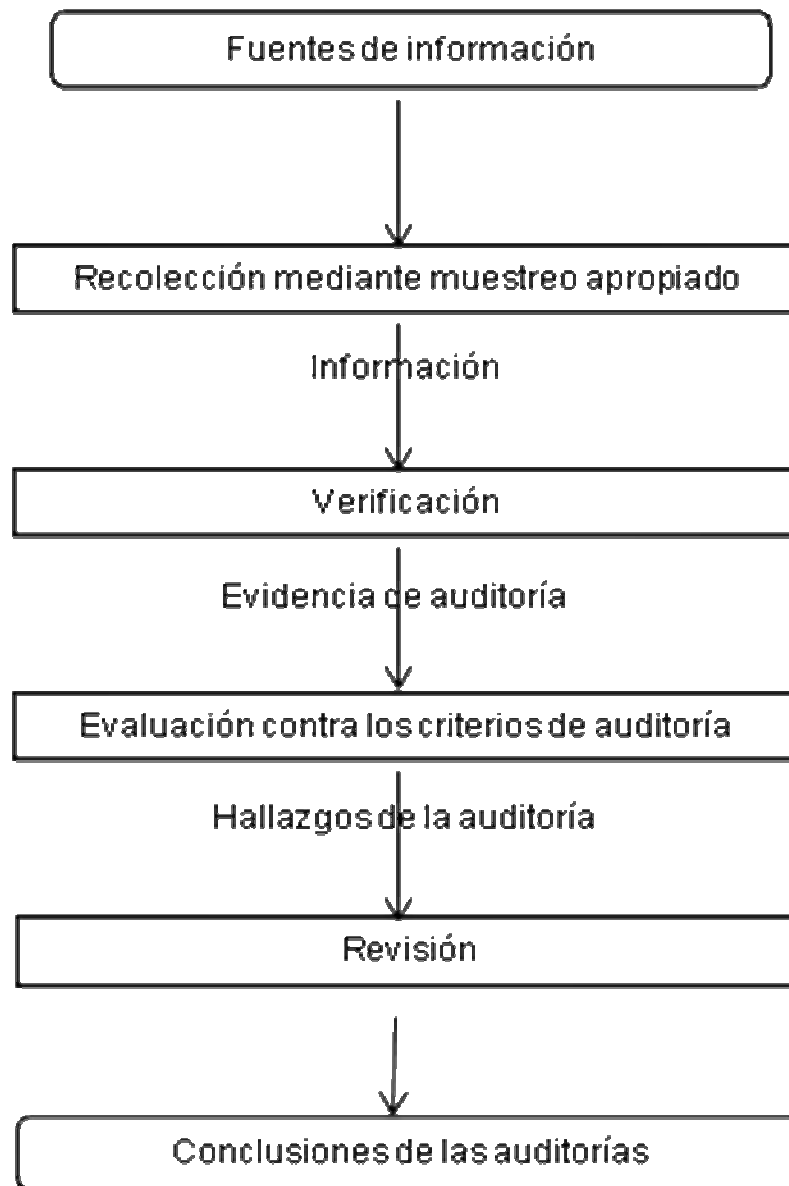 Fuentes de información
Recolección mediante muestreo apropiado
Información
Verificación
Evidencia de auditoría
Evaluación contra los criterios de auditoría
Hallazgos de la auditoría
Revisión
Conclusiones de las auditorías